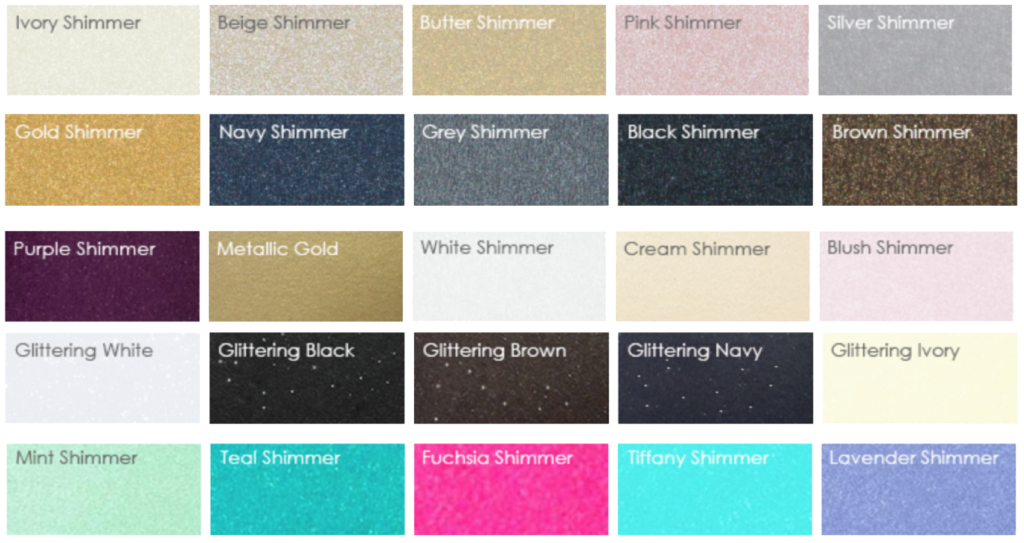 Ivory Shimmer
Beige Shimmer
Butter Shimmer
Pink Shimmer
Silver Shimmer
Gold Shimmer
Navy Shimmer
Grey Shimmer
Black Shimmer
Brown Shimmer
Purple Shimmer
Metallic Gold
White Shimmer
Cream Shimmer
Blush Shimmer
Glittering White
Glittering Black
Glittering Brown
Glittering Navy
Glittering Ivory
Mint Shimmer
Teal Shimmer
Fuchsia Shimmer
Tiffany Shimmer
Lavender Shimmer